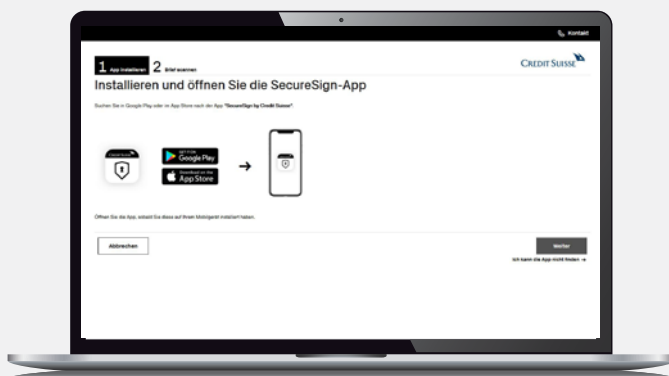 Kontakt
CREDIT SUISSE
1 App installieren 2 Brief scannen
Installieren und öffnen Sie die SecureSign-App
Suchen Sie in Google Play oder im App Store nach der App "SecureSign by Credit Suisse".
GET IT ON
Google Play
Download on the
App Store
Öffnen Sie die App, sobald Sie diese auf Ihrem Mobilgerät installiert haben.
Abbrechen
Weiter
Ich kann die App nicht finden →